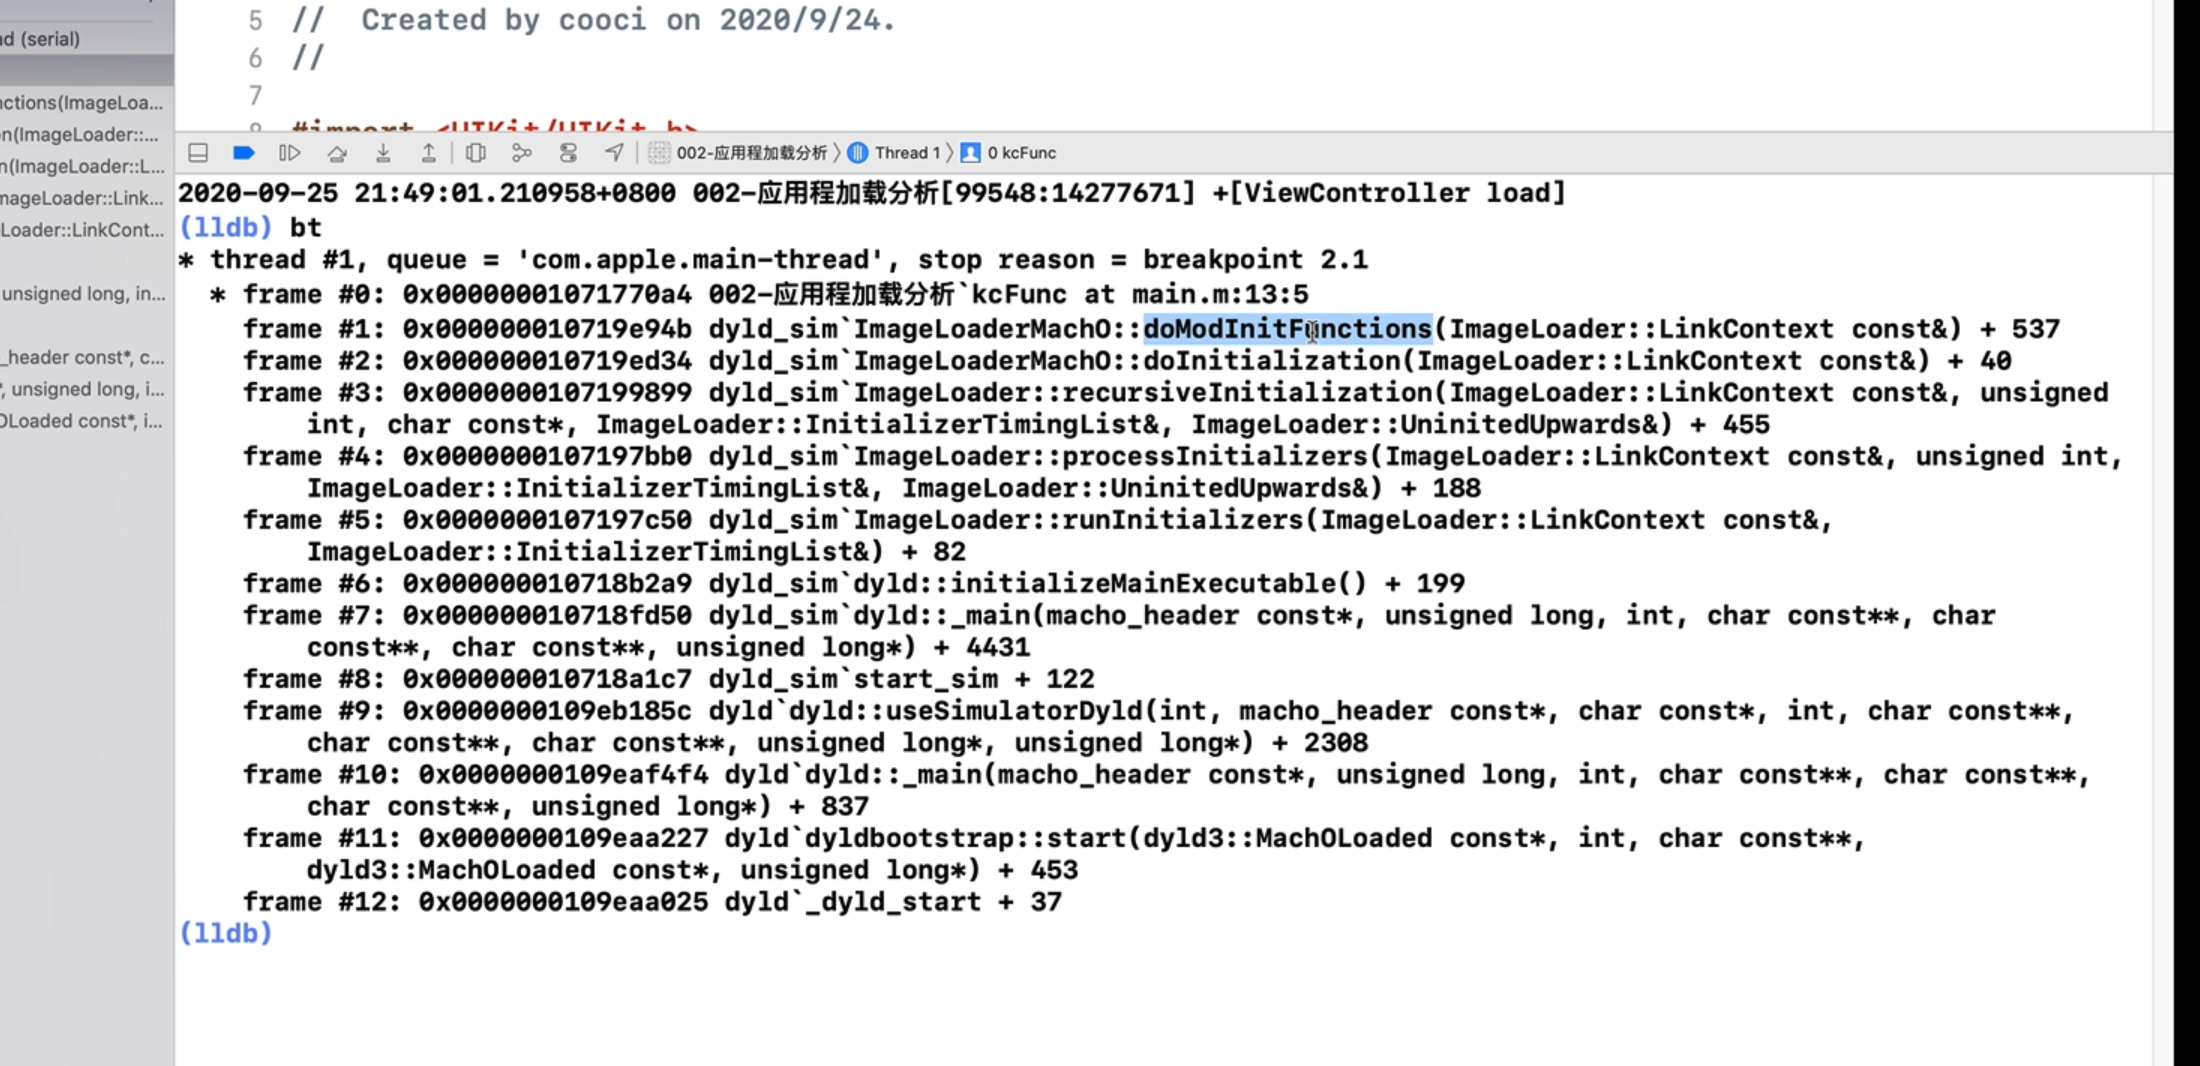 5 //  Created by cooci on 2020/9/24.
6 //
7
8 #import <UIKit/UIKit.h>
ad (serial)
nctions(ImageLoa...
n(ImageLoader::...
n(ImageLoader::L...
mageLoader::Link...
Loader::LinkCont...
unsigned long, in...
_header const*, c...
*, unsigned long, i...
OLoaded const*, i...
002-应用程加载分析 〉 Thread 1 〉 0 kcFunc
2020-09-25 21:49:01.210958+0800 002-应用程加载分析[99548:14277671] +[ViewController load]
(lldb) bt
* thread #1, queue = 'com.apple.main-thread', stop reason = breakpoint 2.1
  * frame #0: 0x00000001071770a4 002-应用程加载分析`kcFunc at main.m:13:5
    frame #1: 0x000000010719e94b dyld_sim`ImageLoaderMachO::doModInitFunctions(ImageLoader::LinkContext const&) + 537
    frame #2: 0x000000010719ed34 dyld_sim`ImageLoaderMachO::doInitialization(ImageLoader::LinkContext const&) + 40
    frame #3: 0x0000000107199899 dyld_sim`ImageLoader::recursiveInitialization(ImageLoader::LinkContext const&, unsigned
        int, char const*, ImageLoader::InitializerTimingList&, ImageLoader::UninitedUpwards&) + 455
    frame #4: 0x0000000107197bb0 dyld_sim`ImageLoader::processInitializers(ImageLoader::LinkContext const&, unsigned int,
        ImageLoader::InitializerTimingList&, ImageLoader::UninitedUpwards&) + 188
    frame #5: 0x0000000107197c50 dyld_sim`ImageLoader::runInitializers(ImageLoader::LinkContext const&,
        ImageLoader::InitializerTimingList&) + 82
    frame #6: 0x000000010718b2a9 dyld_sim`dyld::initializeMainExecutable() + 199
    frame #7: 0x000000010718fd50 dyld_sim`dyld::_main(macho_header const*, unsigned long, int, char const**, char
        const**, char const**, unsigned long*) + 4431
    frame #8: 0x000000010718a1c7 dyld_sim`start_sim + 122
    frame #9: 0x0000000109eb185c dyld`dyld::useSimulatorDyld(int, macho_header const*, char const*, int, char const**,
        char const**, char const**, unsigned long*, unsigned long*) + 2308
    frame #10: 0x0000000109eaf4f4 dyld`dyld::_main(macho_header const*, unsigned long, int, char const**, char const**,
        char const**, unsigned long*) + 837
    frame #11: 0x0000000109eaa227 dyld`dyldbootstrap::start(dyld3::MachOLoaded const*, int, char const**,
        dyld3::MachOLoaded const*, unsigned long*) + 453
    frame #12: 0x0000000109eaa025 dyld`_dyld_start + 37
(lldb)